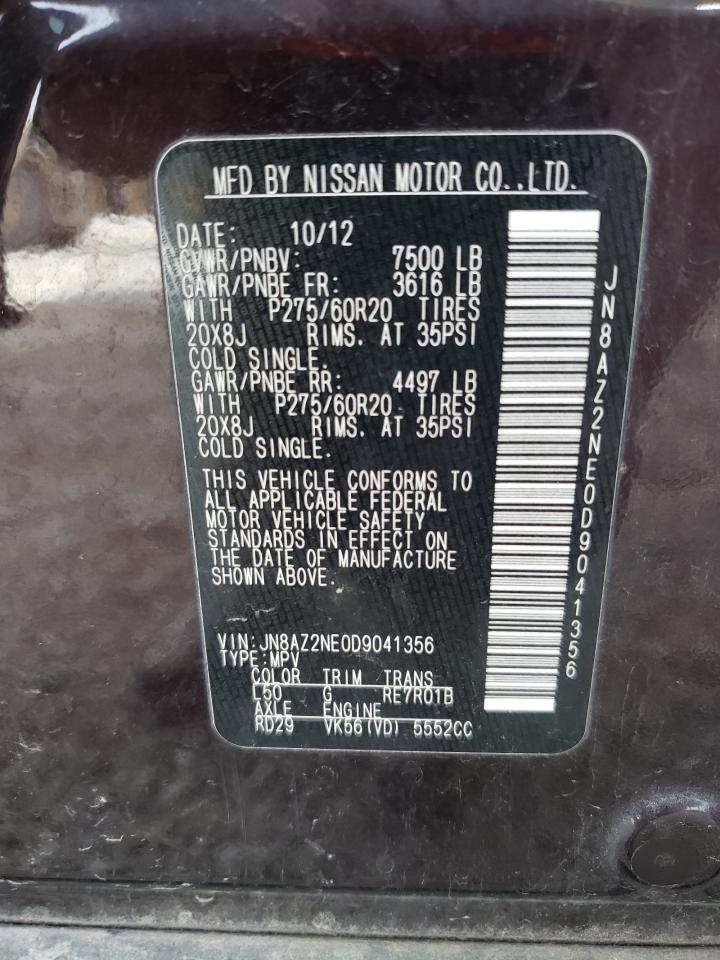 MFD BY NISSAN MOTOR CO.,LTD.
DATE: 10/12
GVWR/PNBV: 7500 LB
GAWR/PNBE FR: 3616 LB
WITH P275/60R20 TIRES
20X8J RIMS. AT 35PSI
COLD SINGLE.
GAWR/PNBE RR: 4497 LB
WITH P275/60R20 TIRES
20X8J RIMS. AT 35PSI
COLD SINGLE.
THIS VEHICLE CONFORMS TO
ALL APPLICABLE FEDERAL
MOTOR VEHICLE SAFETY
STANDARDS IN EFFECT ON
THE DATE OF MANUFACTURE
SHOWN ABOVE.
VIN:JN8AZ2NE0D9041356
TYPE:MPV
COLOR TRIM TRANS
L50 G RE7R01B
AXLE ENGINE
RD29 VK56(VD) 5552CC
JN8AZ2NE0D9041356